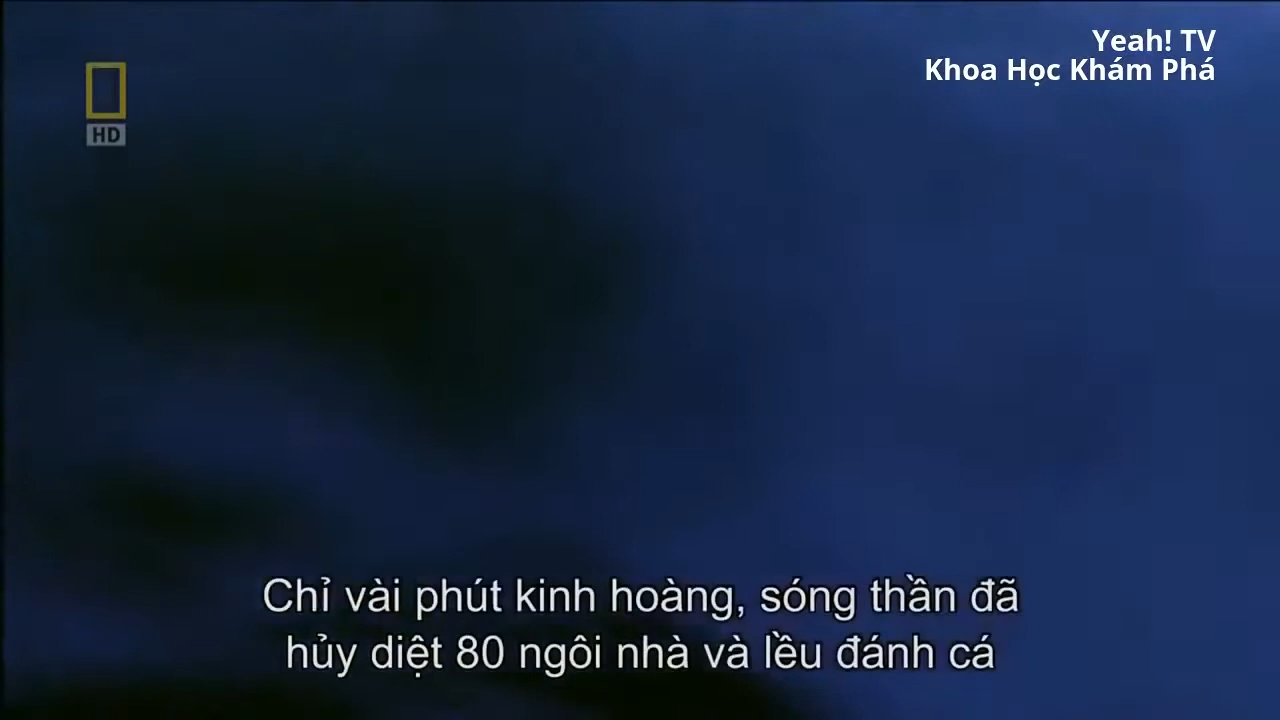 Yeah! TV
Khoa Học Khám Phá
HD
Chỉ vài phút kinh hoàng, sóng thần đã
hủy diệt 80 ngôi nhà và lều đánh cá